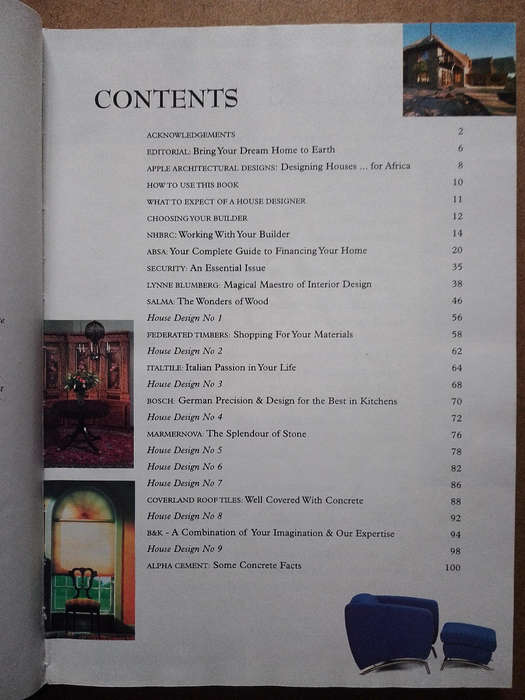 CONTENTS
ACKNOWLEDGEMENTS 2
EDITORIAL: Bring Your Dream Home to Earth 6
APPLE ARCHITECTURAL DESIGNS: Designing Houses ... for Africa 8
HOW TO USE THIS BOOK 10
WHAT TO EXPECT OF A HOUSE DESIGNER 11
CHOOSING YOUR BUILDER 12
NHBRC: Working With Your Builder 14
ABSA: Your Complete Guide to Financing Your Home 20
SECURITY: An Essential Issue 35
LYNNE BLUMBERG: Magical Maestro of Interior Design 38
SALMA: The Wonders of Wood 46
House Design No 1 56
FEDERATED TIMBERS: Shopping For Your Materials 58
House Design No 2 62
ITALTILE: Italian Passion in Your Life 64
House Design No 3 68
BOSCH: German Precision & Design for the Best in Kitchens 70
House Design No 4 72
MARMERNOVA: The Splendour of Stone 76
House Design No 5 78
House Design No 6 82
House Design No 7 86
COVERLAND ROOF TILES: Well Covered With Concrete 88
House Design No 8 92
B&K - A Combination of Your Imagination & Our Expertise 94
House Design No 9 98
ALPHA CEMENT: Some Concrete Facts 100